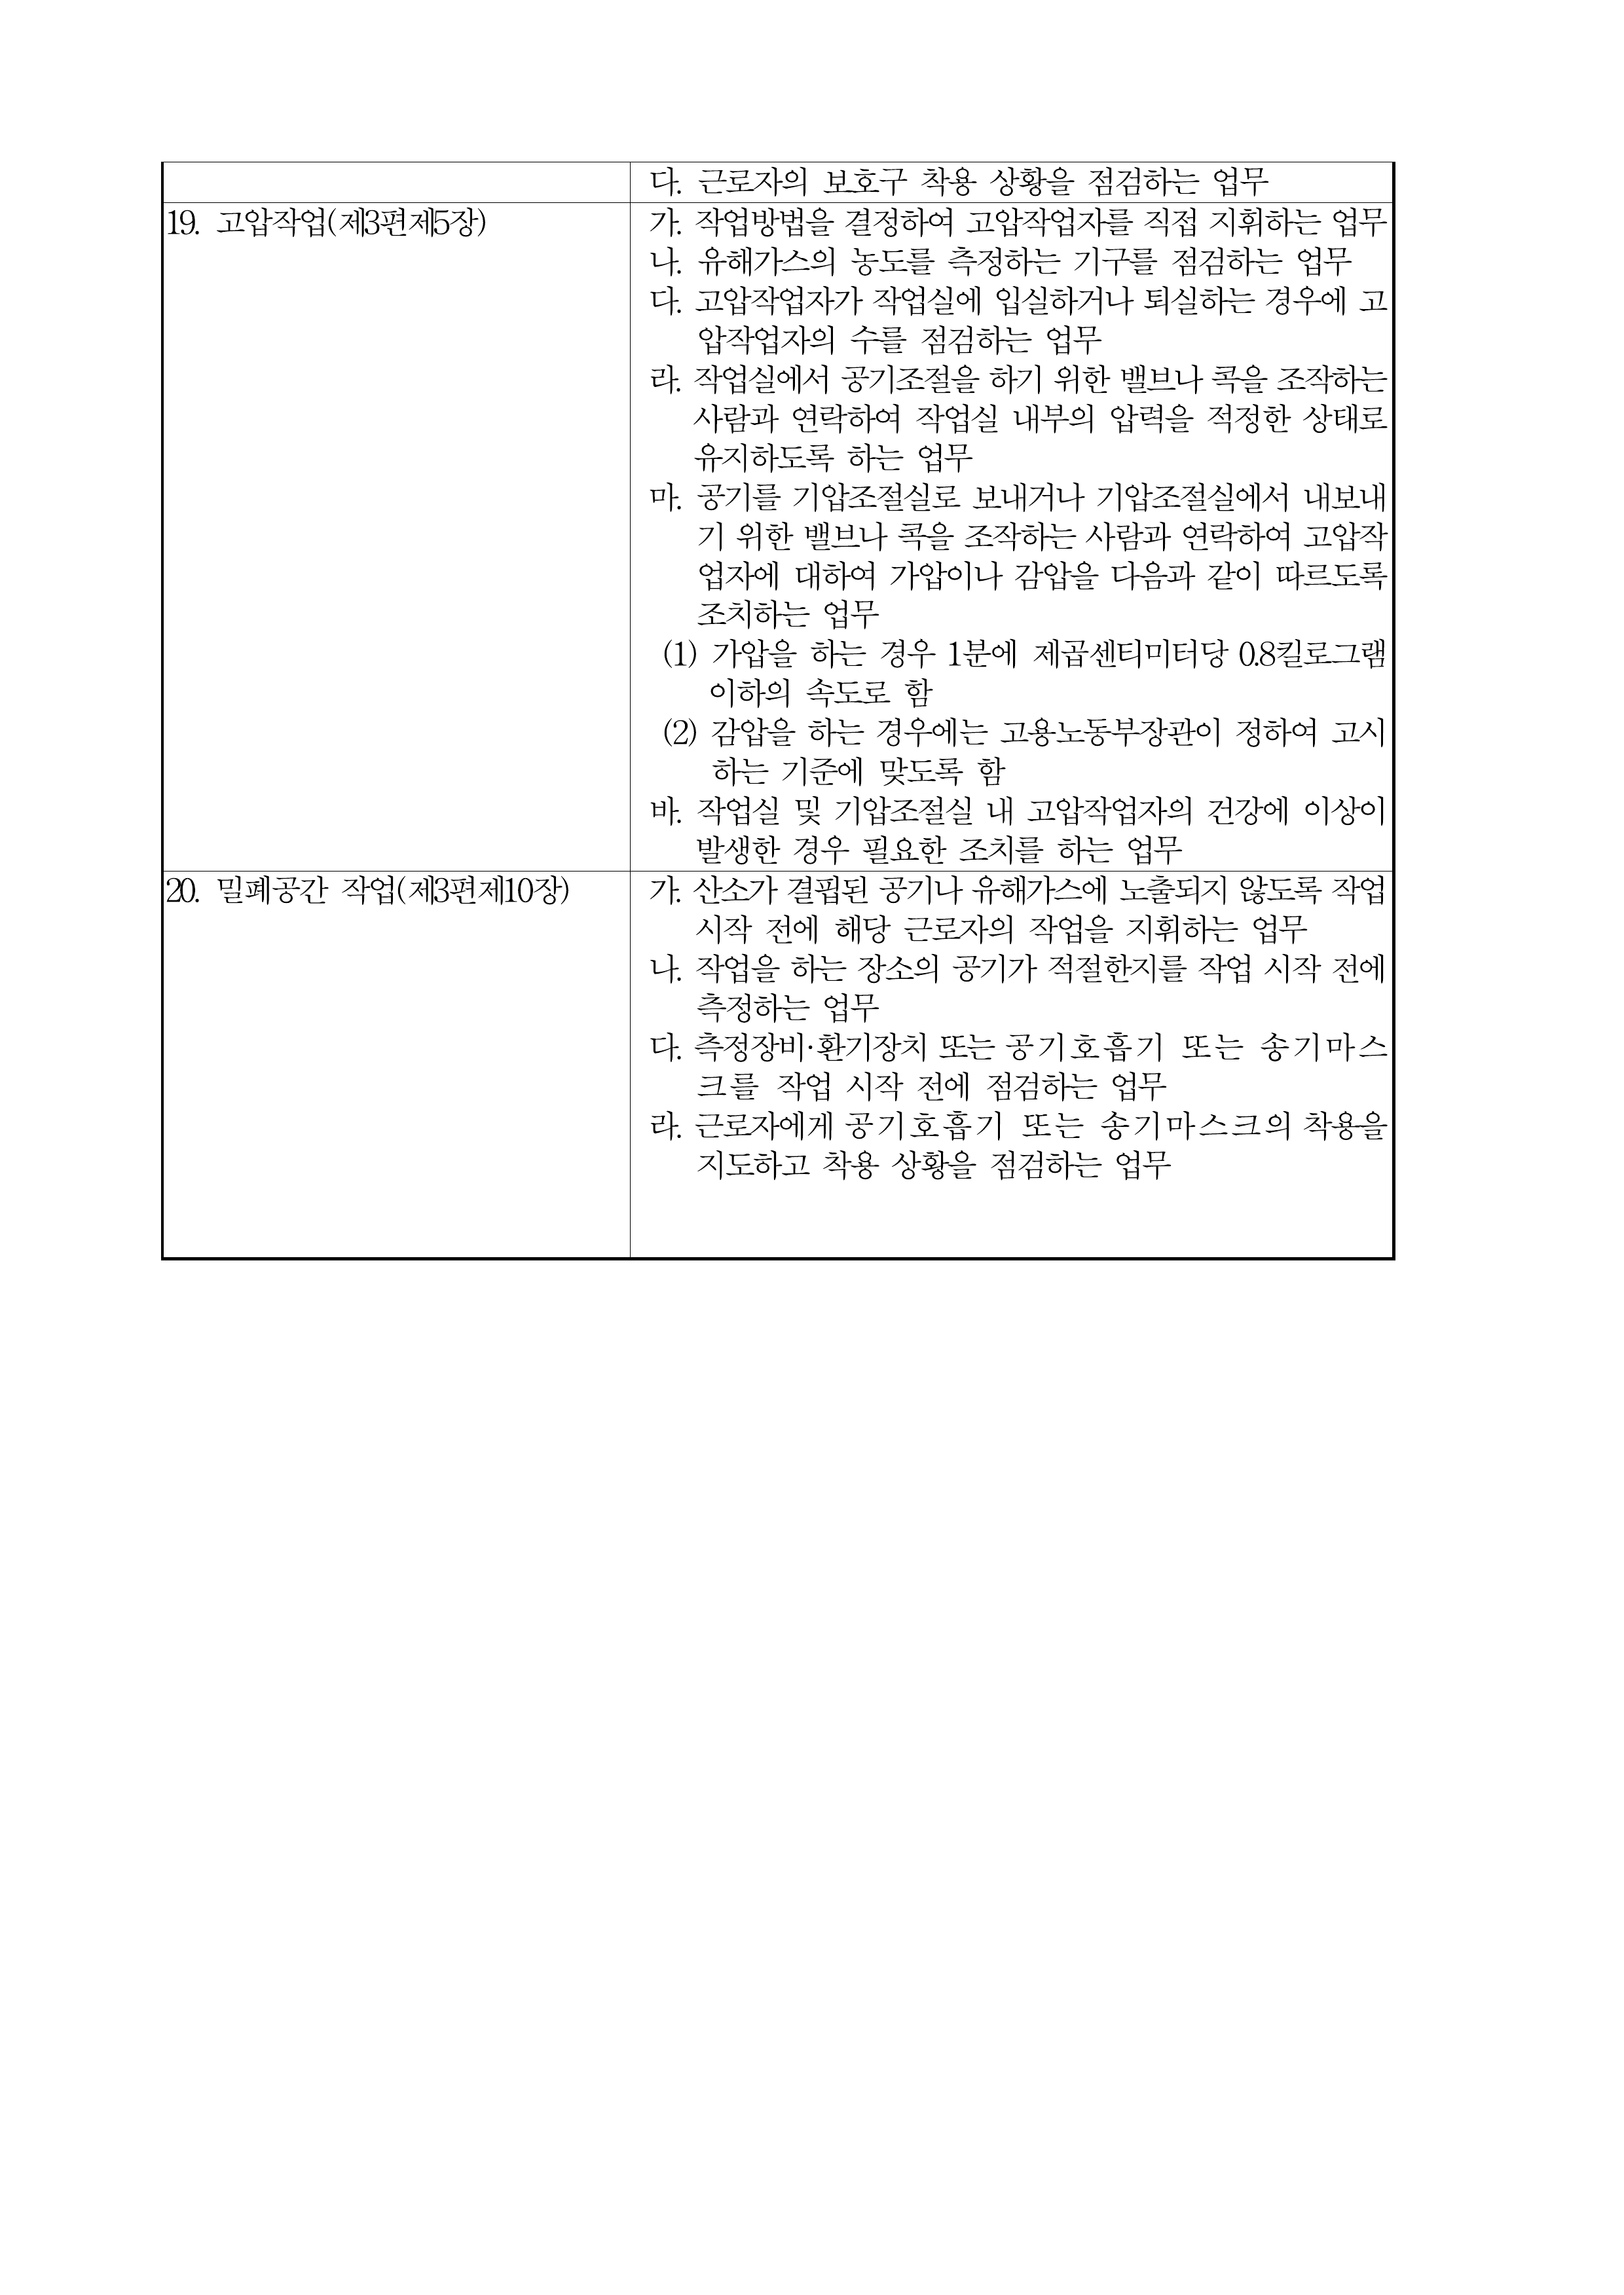 다. 근로자의 보호구 착용 상황을 점검하는 업무
19. 고압작업(제3편제5장)
가. 작업방법을 결정하여 고압작업자를 직접 지휘하는 업무
나. 유해가스의 농도를 측정하는 기구를 점검하는 업무
다. 고압작업자가 작업실에 입실하거나 퇴실하는 경우에 고
압작업자의 수를 점검하는 업무
라. 작업실에서 공기조절을 하기 위한 밸브나 콕을 조작하는
사람과 연락하여 작업실 내부의 압력을 적정한 상태로
유지하도록 하는 업무
마. 공기를 기압조절실로 보내거나 기압조절실에서 내보내
기 위한 밸브나 콕을 조작하는 사람과 연락하여 고압작
업자에 대하여 가압이나 감압을 다음과 같이 따르도록
조치하는 업무
(1) 가압을 하는 경우 1분에 제곱센티미터당 0.8킬로그램
이하의 속도로 함
(2) 감압을 하는 경우에는 고용노동부장관이 정하여 고시
하는 기준에 맞도록 함
바. 작업실 및 기압조절실 내 고압작업자의 건강에 이상이
발생한 경우 필요한 조치를 하는 업무
20. 밀폐공간 작업(제3편제10장)
가. 산소가 결핍된 공기나 유해가스에 노출되지 않도록 작업
시작 전에 해당 근로자의 작업을 지휘하는 업무
나. 작업을 하는 장소의 공기가 적절한지를 작업 시작 전에
측정하는 업무
다. 측정장비·환기장치 또는 공기호흡기 또는 송기마스
크를 작업 시작 전에 점검하는 업무
라. 근로자에게 공기호흡기 또는 송기마스크의 착용을
지도하고 착용 상황을 점검하는 업무